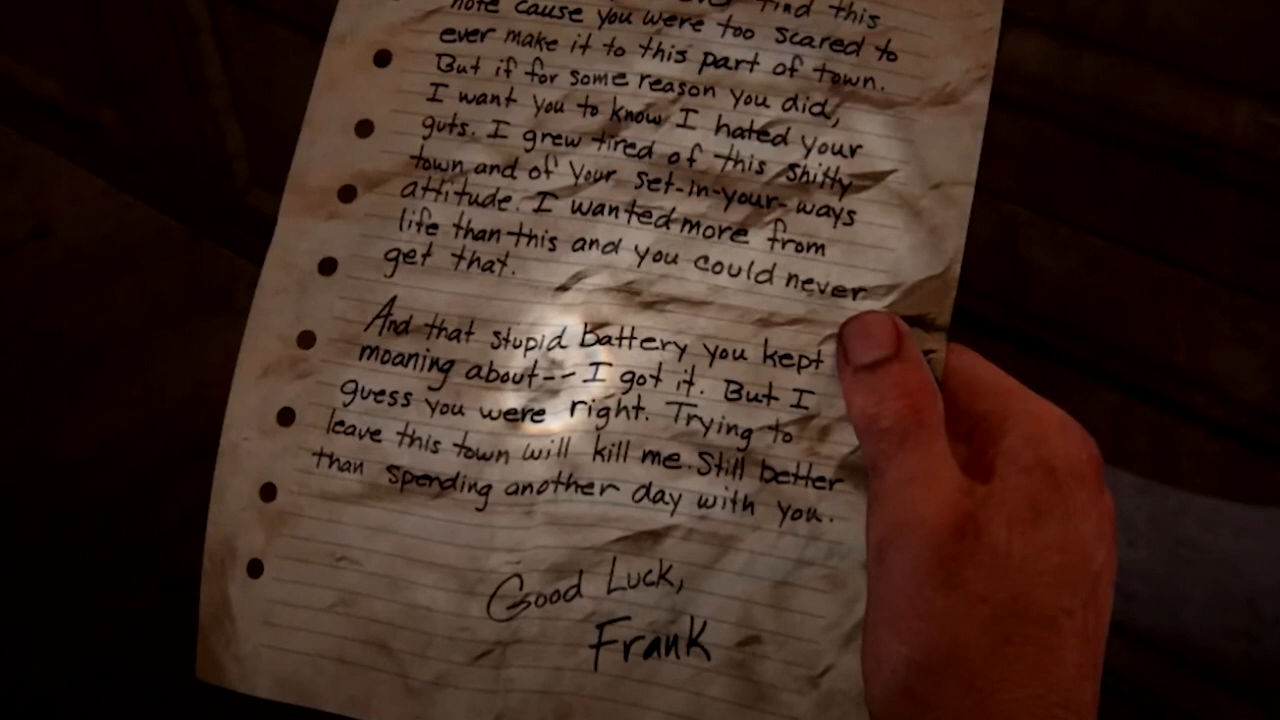 find this
note cause you were too scared to
ever make it to this part of town.
But if for some reason you did,
I want you to know I hated your
guts. I grew tired of this shitty
town and of your set-in-your-ways
attitude. I wanted more from
life than this and you could never
get that.
And that stupid battery you kept
moaning about-- I got it. But I
guess you were right. Trying to
leave this town will kill me. Still better
than spending another day with you.
Good Luck,
Frank